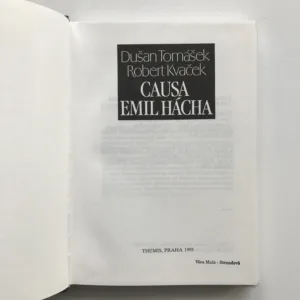 Dušan Tomášek
Robert Kvaček
CAUSA
EMIL HÁCHA
THEMIS, PRAHA 1995